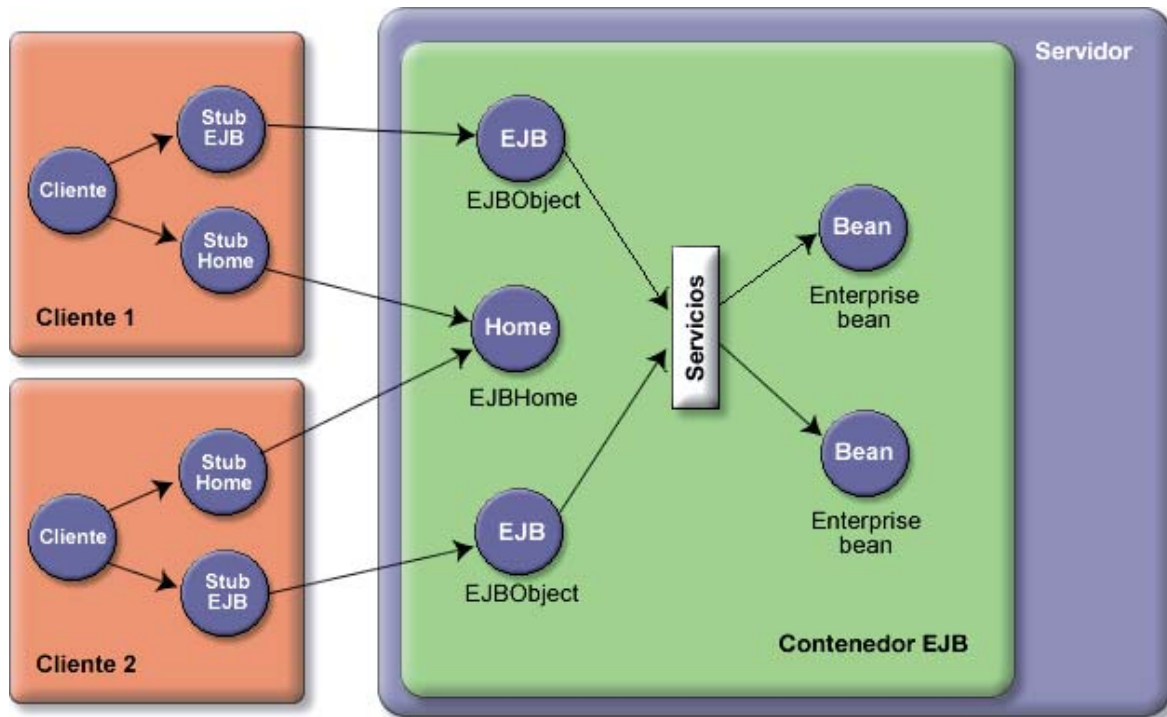 Cliente
Stub
EJB
Stub
Home
Cliente 1
Cliente
Stub
Home
Stub
EJB
Cliente 2
Servidor
EJB
EJBObject
Home
EJBHome
EJB
EJBObject
Servicios
Bean
Enterprise
bean
Bean
Enterprise
bean
Contenedor EJB